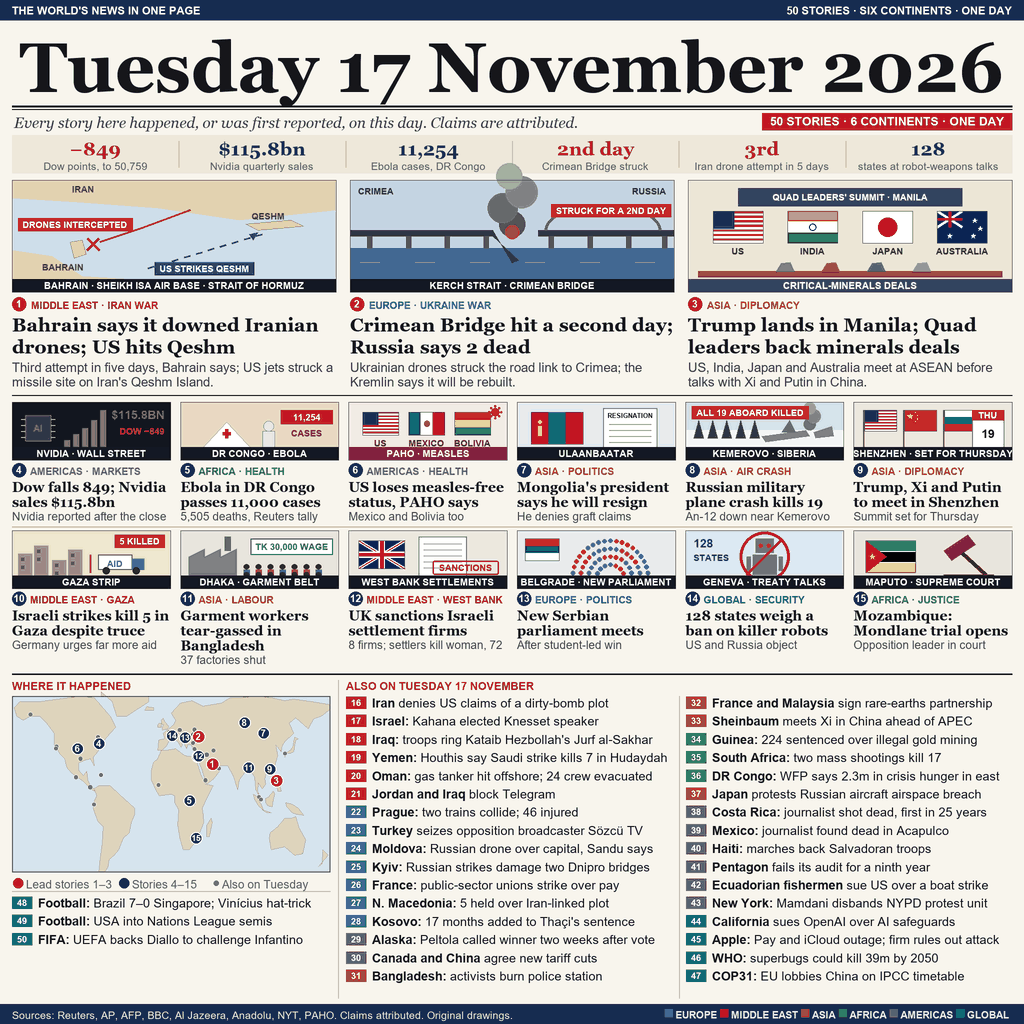 THE WORLD'S NEWS IN ONE PAGE
50 STORIES · SIX CONTINENTS · ONE DAY
Tuesday 17 November 2026
Every story here happened, or was first reported, on this day. Claims are attributed.
50 STORIES · 6 CONTINENTS · ONE DAY
−849
Dow points, to 50,759
$115.8bn
Nvidia quarterly sales
11,254
Ebola cases, DR Congo
2nd day
Crimean Bridge struck
3rd
Iran drone attempt in 5 days
128
states at robot-weapons talks
IRAN
DRONES INTERCEPTED
QESHM
BAHRAIN
US STRIKES QESHM
BAHRAIN · SHEIKH ISA AIR BASE · STRAIT OF HORMUZ
1 MIDDLE EAST · IRAN WAR
Bahrain says it downed Iranian
drones; US hits Qeshm
Third attempt in five days, Bahrain says; US jets struck a
missile site on Iran's Qeshm Island.
CRIMEA
RUSSIA
STRUCK FOR A 2ND DAY
KERCH STRAIT · CRIMEAN BRIDGE
2 EUROPE · UKRAINE WAR
Crimean Bridge hit a second day;
Russia says 2 dead
Ukrainian drones struck the road link to Crimea; the
Kremlin says it will be rebuilt.
QUAD LEADERS' SUMMIT · MANILA
US
INDIA
JAPAN
AUSTRALIA
CRITICAL-MINERALS DEALS
3 ASIA · DIPLOMACY
Trump lands in Manila; Quad
leaders back minerals deals
US, India, Japan and Australia meet at ASEAN before
talks with Xi and Putin in China.
AI
$115.8BN
DOW −849
NVIDIA · WALL STREET
4 AMERICAS · MARKETS
Dow falls 849; Nvidia
sales $115.8bn
Nvidia reported after the close
11,254
CASES
DR CONGO · EBOLA
5 AFRICA · HEALTH
Ebola in DR Congo
passes 11,000 cases
5,505 deaths, Reuters tally
US
MEXICO
BOLIVIA
PAHO · MEASLES
6 AMERICAS · HEALTH
US loses measles-free
status, PAHO says
Mexico and Bolivia too
RESIGNATION
ULAANBAATAR
7 ASIA · POLITICS
Mongolia's president
says he will resign
He denies graft claims
ALL 19 ABOARD KILLED
KEMEROVO · SIBERIA
8 ASIA · AIR CRASH
Russian military
plane crash kills 19
An-12 down near Kemerovo
THU
19
SHENZHEN · SET FOR THURSDAY
9 ASIA · DIPLOMACY
Trump, Xi and Putin
to meet in Shenzhen
Summit set for Thursday
5 KILLED
AID
GAZA STRIP
10 MIDDLE EAST · GAZA
Israeli strikes kill 5 in
Gaza despite truce
Germany urges far more aid
TK 30,000 WAGE
DHAKA · GARMENT BELT
11 ASIA · LABOUR
Garment workers
tear-gassed in
Bangladesh
37 factories shut
SANCTIONS
WEST BANK SETTLEMENTS
12 MIDDLE EAST · WEST BANK
UK sanctions Israeli
settlement firms
8 firms; settlers kill woman, 72
BELGRADE · NEW PARLIAMENT
13 EUROPE · POLITICS
New Serbian
parliament meets
After student-led win
128
STATES
GENEVA · TREATY TALKS
14 GLOBAL · SECURITY
128 states weigh a
ban on killer robots
US and Russia object
MAPUTO · SUPREME COURT
15 AFRICA · JUSTICE
Mozambique:
Mondlane trial opens
Opposition leader in court
WHERE IT HAPPENED
8
7
14
13
2
4
6
12
1
11
9
3
5
15
Lead stories 1–3
Stories 4–15
Also on Tuesday
48 Football: Brazil 7–0 Singapore; Vinícius hat-trick
49 Football: USA into Nations League semis
50 FIFA: UEFA backs Diallo to challenge Infantino
ALSO ON TUESDAY 17 NOVEMBER
16 Iran denies US claims of a dirty-bomb plot
17 Israel: Kahana elected Knesset speaker
18 Iraq: troops ring Kataib Hezbollah's Jurf al-Sakhar
19 Yemen: Houthis say Saudi strike kills 7 in Hudaydah
20 Oman: gas tanker hit offshore; 24 crew evacuated
21 Jordan and Iraq block Telegram
22 Prague: two trains collide; 46 injured
23 Turkey seizes opposition broadcaster Sözcü TV
24 Moldova: Russian drone over capital, Sandu says
25 Kyiv: Russian strikes damage two Dnipro bridges
26 France: public-sector unions strike over pay
27 N. Macedonia: 5 held over Iran-linked plot
28 Kosovo: 17 months added to Thaçi's sentence
29 Alaska: Peltola called winner two weeks after vote
30 Canada and China agree new tariff cuts
31 Bangladesh: activists burn police station
32 France and Malaysia sign rare-earths partnership
33 Sheinbaum meets Xi in China ahead of APEC
34 Guinea: 224 sentenced over illegal gold mining
35 South Africa: two mass shootings kill 17
36 DR Congo: WFP says 2.3m in crisis hunger in east
37 Japan protests Russian aircraft airspace breach
38 Costa Rica: journalist shot dead, first in 25 years
39 Mexico: journalist found dead in Acapulco
40 Haiti: marches back Salvadoran troops
41 Pentagon fails its audit for a ninth year
42 Ecuadorian fishermen sue US over a boat strike
43 New York: Mamdani disbands NYPD protest unit
44 California sues OpenAI over AI safeguards
45 Apple: Pay and iCloud outage; firm rules out attack
46 WHO: superbugs could kill 39m by 2050
47 COP31: EU lobbies China on IPCC timetable
Sources: Reuters, AP, AFP, BBC, Al Jazeera, Anadolu, NYT, PAHO. Claims attributed. Original drawings.
EUROPE MIDDLE EAST ASIA AFRICA AMERICAS GLOBAL